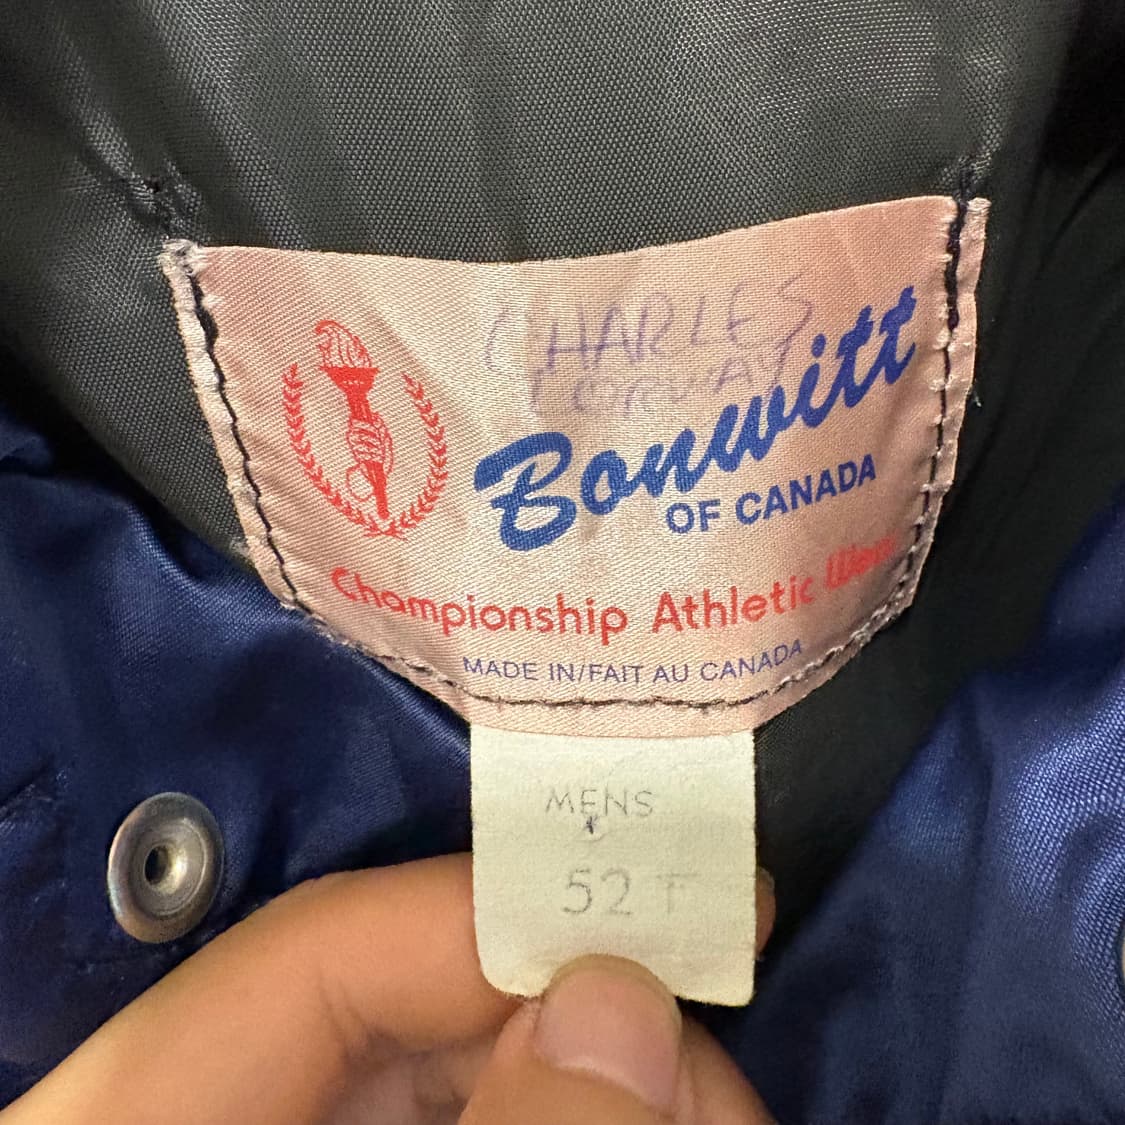 CHARLES
Bonwitt
OF CANADA
Championship Athletic Wear
MADE IN/FAIT AU CANADA
MENS
52 T